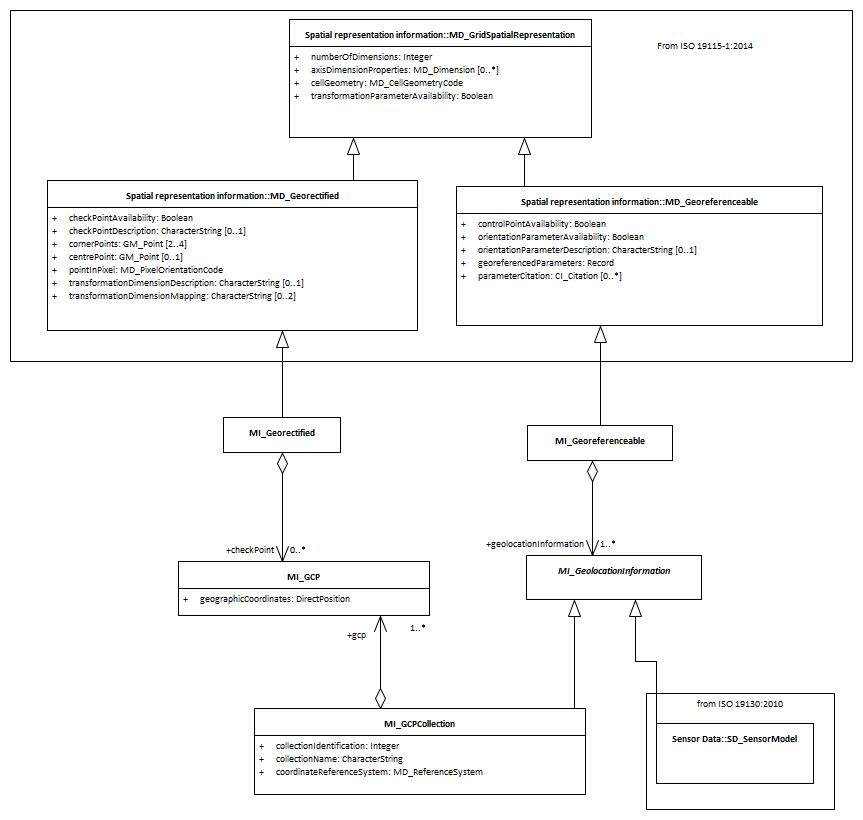 Spatial representation information::MD_GridSpatialRepresentation
+ numberOfDimensions: Integer
+ axisDimensionProperties: MD_Dimension [0..*]
+ cellGeometry: MD_CellGeometryCode
+ transformationParameterAvailability: Boolean
From ISO 19115-1:2014
Spatial representation information::MD_Georectified
+ checkPointAvailability: Boolean
+ checkPointDescription: CharacterString [0..1]
+ cornerPoints: GM_Point [2..4]
+ centrePoint: GM_Point [0..1]
+ pointInPixel: MD_PixelOrientationCode
+ transformationDimensionDescription: CharacterString [0..1]
+ transformationDimensionMapping: CharacterString [0..2]
Spatial representation information::MD_Georeferenceable
+ controlPointAvailability: Boolean
+ orientationParameterAvailability: Boolean
+ orientationParameterDescription: CharacterString [0..1]
+ georeferencedParameters: Record
+ parameterCitation: CI_Citation [0..*]
MI_Georectified
MI_Georeferenceable
+checkPoint 0..*
+geolocationInformation 1..*
MI_GCP
+ geographicCoordinates: DirectPosition
MI_GeolocationInformation
+gcp 1..*
MI_GCPCollection
+ collectionIdentification: Integer
+ collectionName: CharacterString
+ coordinateReferenceSystem: MD_ReferenceSystem
from ISO 19130:2010
Sensor Data::SD_SensorModel